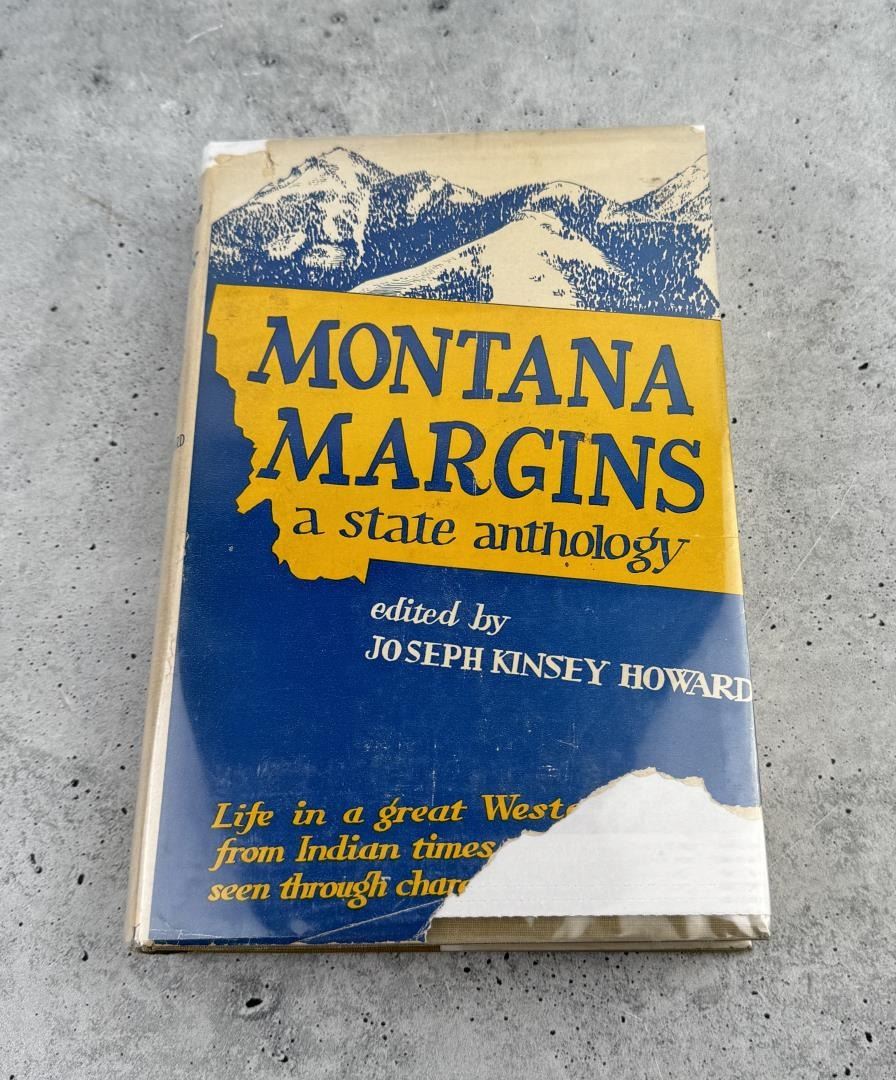 MONTANA
MARGINS
a state anthology
edited by
JOSEPH KINSEY HOWARD
Life in a great
from Indian times
seen through